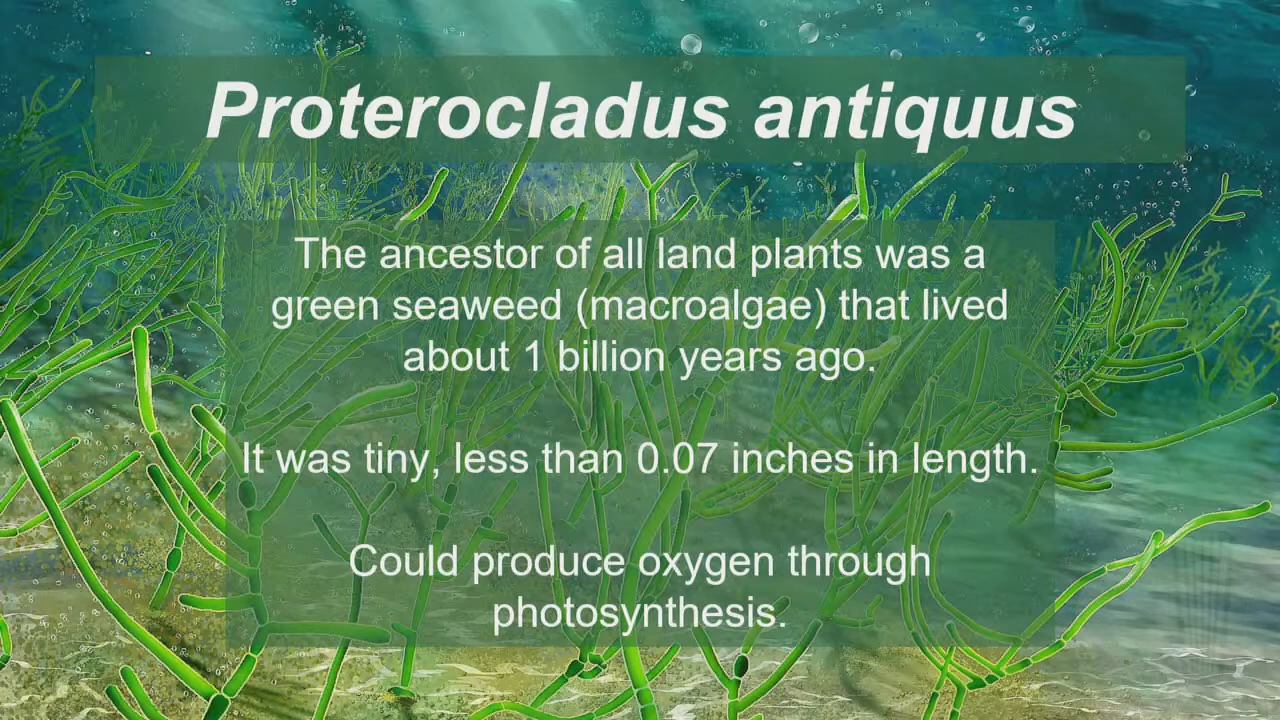 Proterocladus antiquus
The ancestor of all land plants was a
green seaweed (macroalgae) that lived
about 1 billion years ago.
It was tiny, less than 0.07 inches in length.
Could produce oxygen through
photosynthesis.